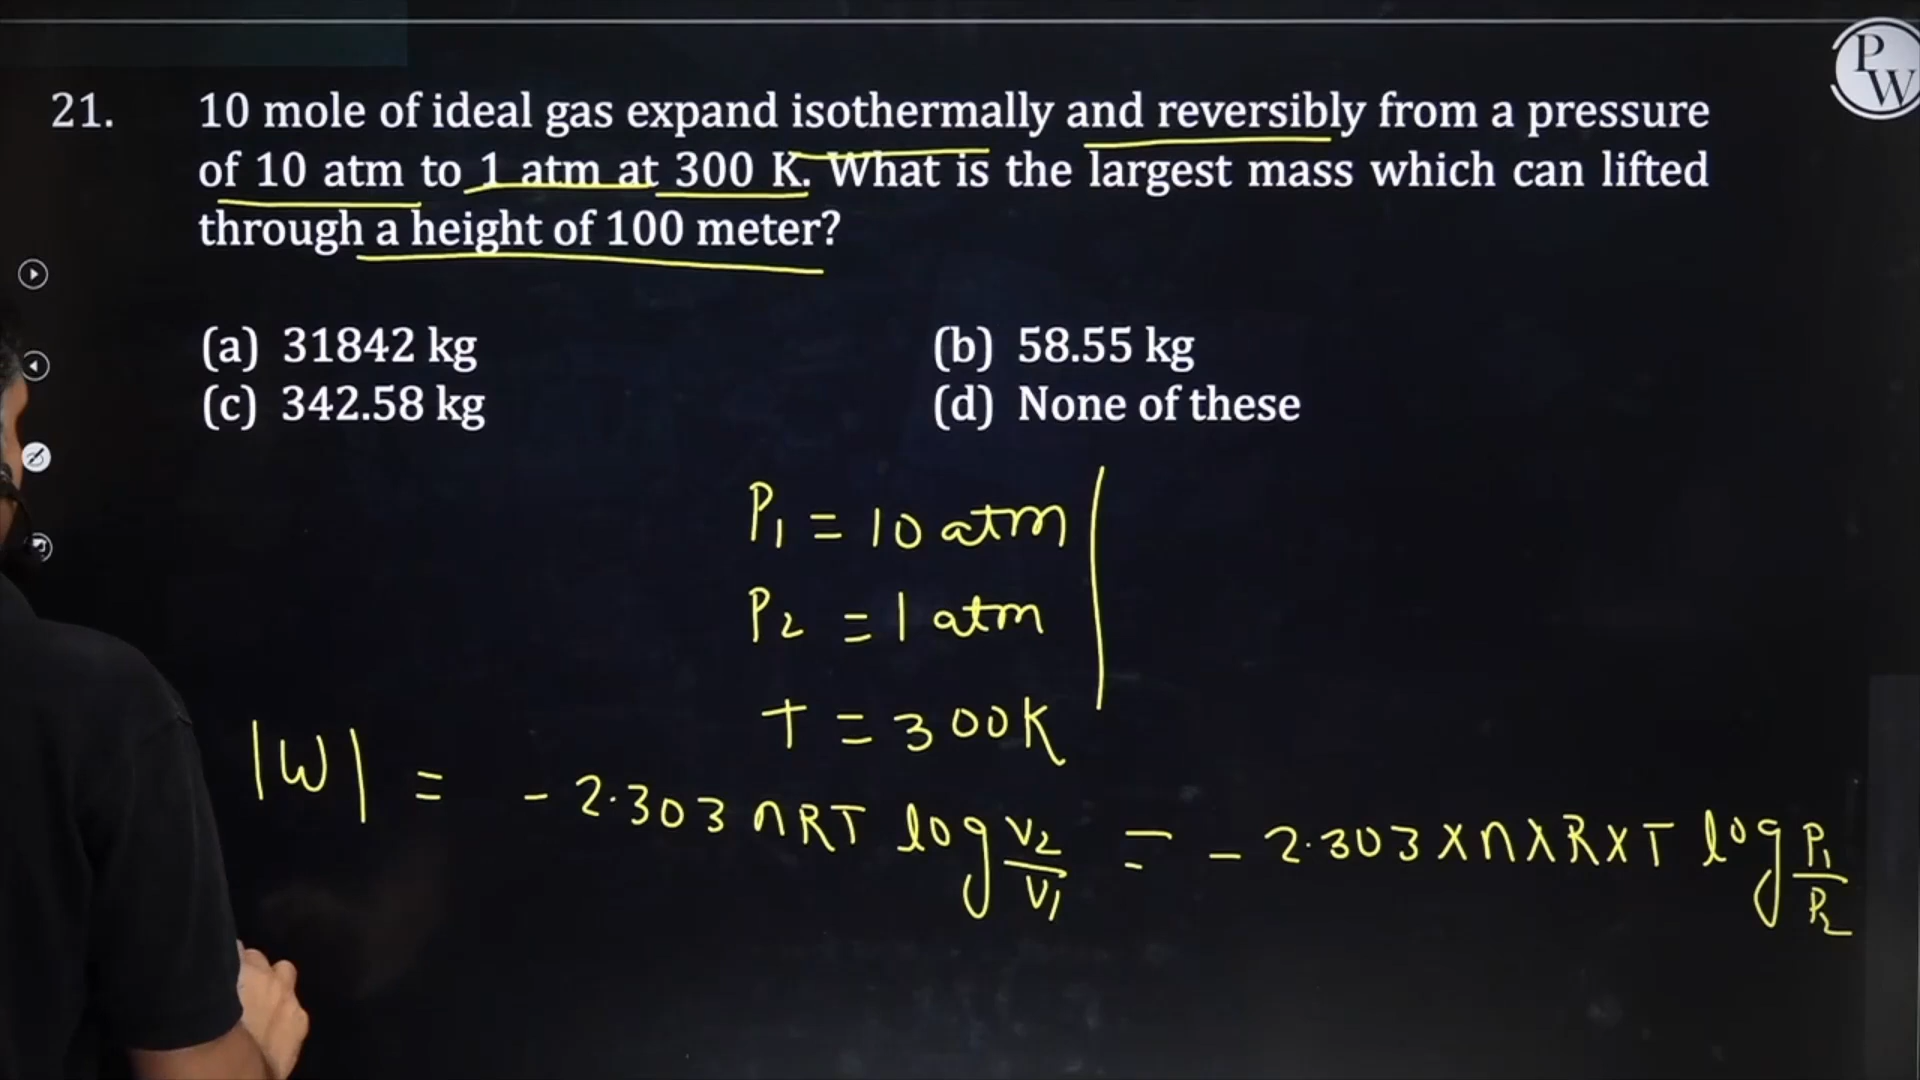 PW
21. 10 mole of ideal gas expand isothermally and reversibly from a pressure
of 10 atm to 1 atm at 300 K. What is the largest mass which can lifted
through a height of 100 meter?
(a) 31842 kg (b) 58.55 kg
(c) 342.58 kg (d) None of these
P₁ = 10 atm
P₂ = 1 atm
T = 300K
|W| = - 2.303 nRT log V₂/V₁ = - 2.303 x n x R x T log P₁/P₂